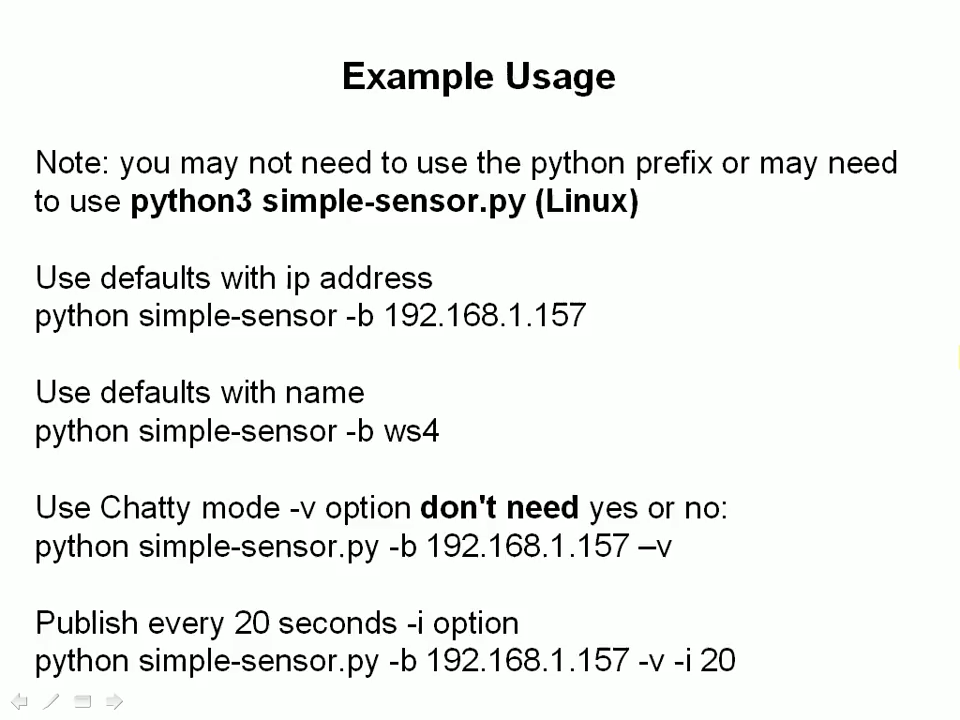 Example Usage
Note: you may not need to use the python prefix or may need
to use python3 simple-sensor.py (Linux)
Use defaults with ip address
python simple-sensor -b 192.168.1.157
Use defaults with name
python simple-sensor -b ws4
Use Chatty mode -v option don't need yes or no:
python simple-sensor.py -b 192.168.1.157 –v
Publish every 20 seconds -i option
python simple-sensor.py -b 192.168.1.157 -v -i 20